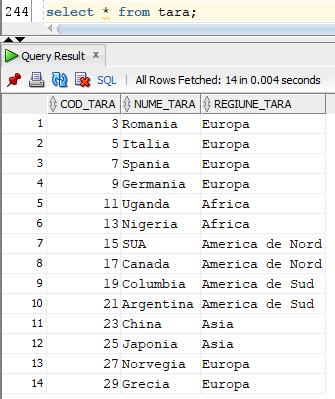 244 select * from tara;
Query Result x
SQL | All Rows Fetched: 14 in 0.004 seconds
COD_TARA NUME_TARA REGIUNE_TARA
1 3 Romania Europa
2 5 Italia Europa
3 7 Spania Europa
4 9 Germania Europa
5 11 Uganda Africa
6 13 Nigeria Africa
7 15 SUA America de Nord
8 17 Canada America de Nord
9 19 Columbia America de Sud
10 21 Argentina America de Sud
11 23 China Asia
12 25 Japonia Asia
13 27 Norvegia Europa
14 29 Grecia Europa